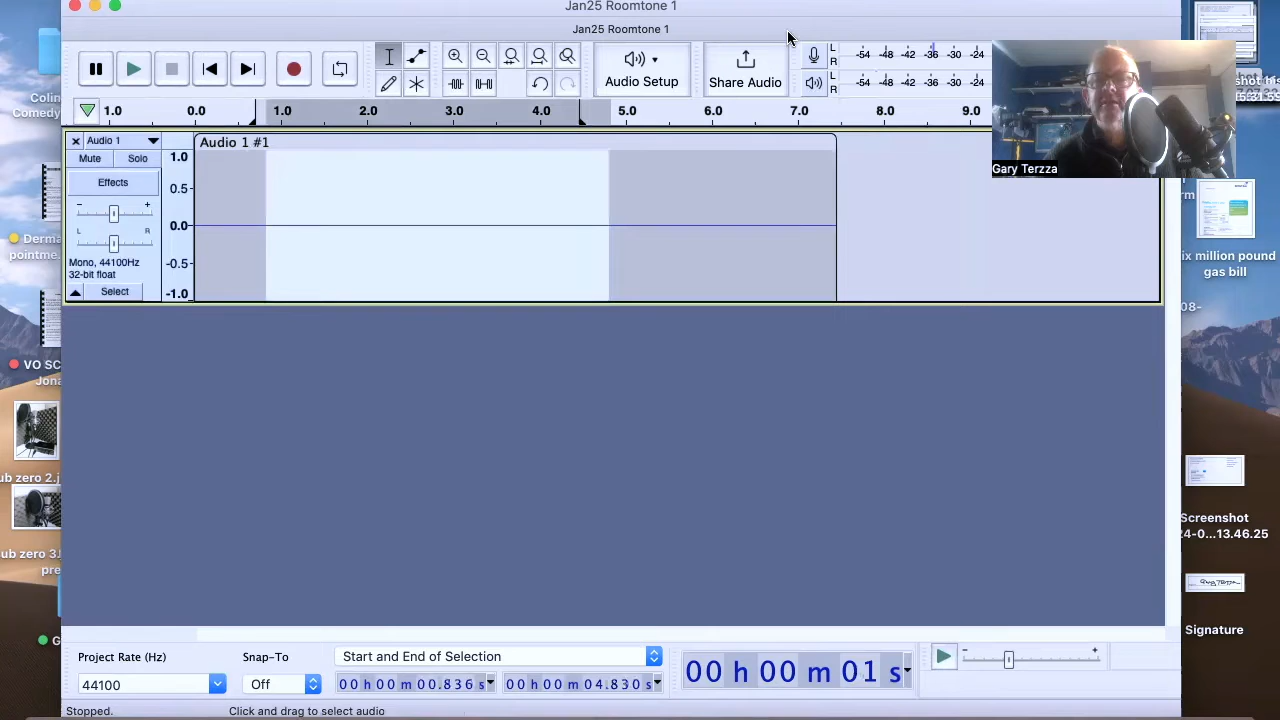 Jan25 Roomtone 1
Jan25 Roomtone 1
Audio Setup
Share Audio
-54 -48 -42 -36 -30 -24
-54 -48 -42 -36 -30 -24
1.0 0.0 1.0 2.0 3.0 4.0 5.0 6.0 7.0 8.0 9.0
Audio 1
Audio 1 #1
Mute Solo
Effects
- +
R
Mono, 44100Hz
32-bit float
Select
1.0
0.5-
0.0-
-0.5-
-1.0
Gary Terzza
Colin
Comedy
Derma
pointme...
VO SC
Jona
ub zero 2.j
ub zero 3.
pre
G
shot
shot his
ix million pound
gas bill
08-
Screenshot
24-0...13.46.25
Signature
Project Rate (Hz)
44100
Snap-To
Off
Start and End of Select
00 h 00 m 00.836
00 h 00 m 04.830 s
00 h 00 m 01 s
- +
Stopped.
Click and drag to select audio